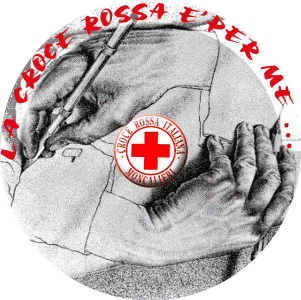 LA CROCE ROSSA E' PER ME ...
CROCE ROSSA ITALIANA
MONCALIERI